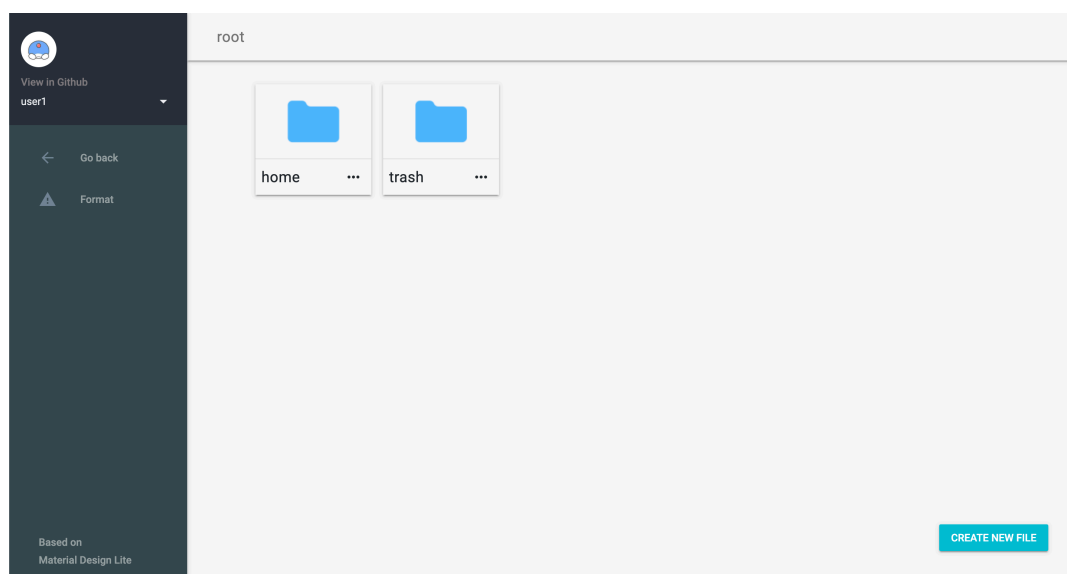 View in Github
user1
Go back
Format
Based on
Material Design Lite
root
home
trash
CREATE NEW FILE